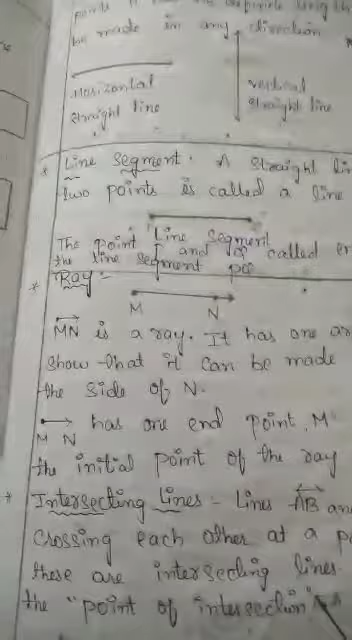 points
be made in any direction
Horizontal
straight line
vertical
straight line
* Line Segment. A straight
two points is called a line
Line Segment
The point and called
the line segment
* Ray -
M N
MN is a ray. It has one
show that it can be made
the side of N.
M N has one end point, M
the initial point of the ray
* Intersecting Lines - Lines AB
crossing each other at a
these are intersecting lines.
the "point of intersection"